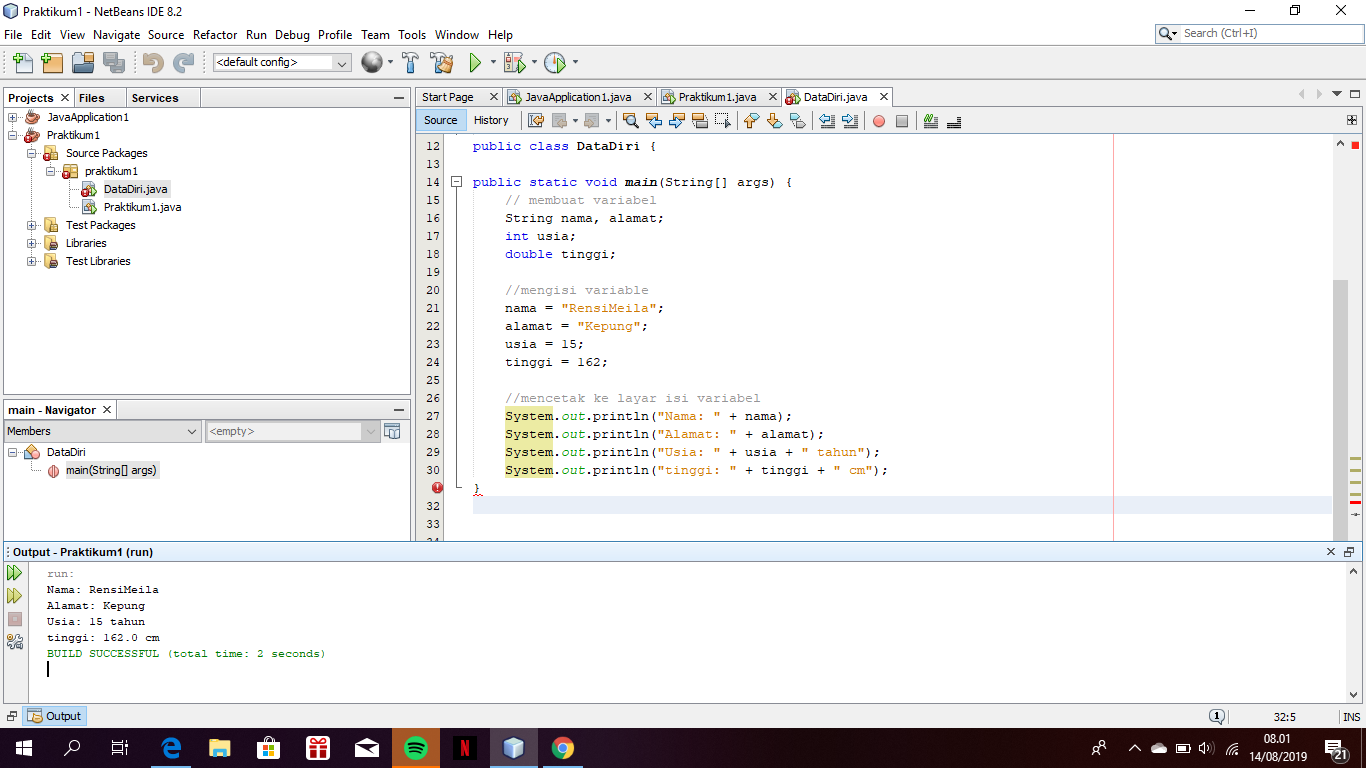 Praktikum1 - NetBeans IDE 8.2
File Edit View Navigate Source Refactor Run Debug Profile Team Tools Window Help
Search (Ctrl+I)
<default config>
Projects Files Services
JavaApplication1
Praktikum1
Source Packages
praktikum1
DataDiri.java
Praktikum1.java
Test Packages
Libraries
Test Libraries
main - Navigator
Members <empty>
DataDiri
main(String[] args)
Start Page JavaApplication1.java Praktikum1.java DataDiri.java
Source History
12 public class DataDiri {
13
14 public static void main(String[] args) {
15 // membuat variabel
16 String nama, alamat;
17 int usia;
18 double tinggi;
19
20 //mengisi variable
21 nama = "RensiMeila";
22 alamat = "Kepung";
23 usia = 15;
24 tinggi = 162;
25
26 //mencetak ke layar isi variabel
27 System.out.println("Nama: " + nama);
28 System.out.println("Alamat: " + alamat);
29 System.out.println("Usia: " + usia + " tahun");
30 System.out.println("tinggi: " + tinggi + " cm");
}
32
33
Output - Praktikum1 (run)
run:
Nama: RensiMeila
Alamat: Kepung
Usia: 15 tahun
tinggi: 162.0 cm
BUILD SUCCESSFUL (total time: 2 seconds)
Output
1
32:5 INS
08.01
14/08/2019
21